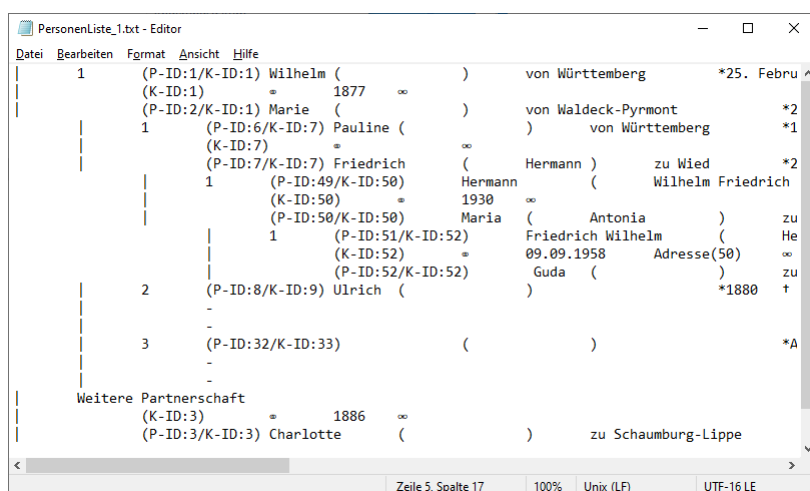 PersonenListe_1.txt - Editor
Datei Bearbeiten Format Ansicht Hilfe
| 1 (P-ID:1/K-ID:1) Wilhelm ( ) von Württemberg *25. Febru
| (K-ID:1) ⚭ 1877 ⚮
| (P-ID:2/K-ID:1) Marie ( ) von Waldeck-Pyrmont *2
| 1 (P-ID:6/K-ID:7) Pauline ( ) von Württemberg *1
| (K-ID:7) ⚭ ⚮
| (P-ID:7/K-ID:7) Friedrich ( Hermann ) zu Wied *2
| 1 (P-ID:49/K-ID:50) Hermann ( Wilhelm Friedrich
| (K-ID:50) ⚭ 1930 ⚮
| (P-ID:50/K-ID:50) Maria ( Antonia ) zu
| 1 (P-ID:51/K-ID:52) Friedrich Wilhelm ( He
| (K-ID:52) ⚭ 09.09.1958 Adresse(50) ⚮
| (P-ID:52/K-ID:52) Guda ( ) zu
| 2 (P-ID:8/K-ID:9) Ulrich ( ) *1880 †
| -
| -
| 3 (P-ID:32/K-ID:33) ( ) *A
| -
| -
| Weitere Partnerschaft
| (K-ID:3) ⚭ 1886 ⚮
| (P-ID:3/K-ID:3) Charlotte ( ) zu Schaumburg-Lippe
Zeile 5, Spalte 17 100% Unix (LF) UTF-16 LE